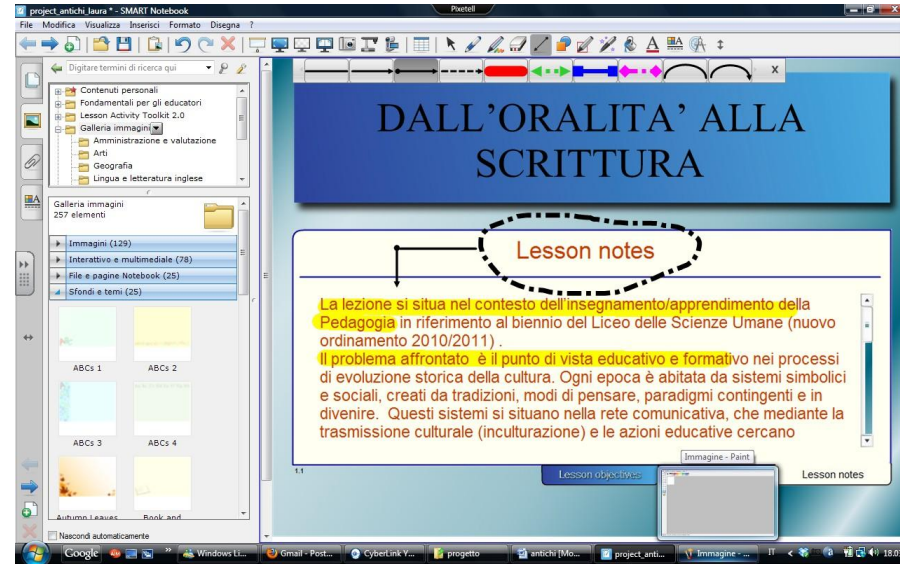 project_antichi_laura * - SMART Notebook
Pixetell
File Modifica Visualizza Inserisci Formato Disegna ?
Digitare termini di ricerca qui
Contenuti personali
Fondamentali per gli educatori
Lesson Activity Toolkit 2.0
Galleria immagini
Amministrazione e valutazione
Arti
Geografia
Lingua e letteratura inglese
Galleria immagini
257 elementi
Immagini (129)
Interattivo e multimediale (78)
File e pagine Notebook (25)
Sfondi e temi (25)
ABCs 1 ABCs 2
ABCs 3 ABCs 4
Autumn Leaves Book and
Nascondi automaticamente
x
DALL'ORALITA' ALLA
SCRITTURA
Lesson notes
La lezione si situa nel contesto dell'insegnamento/apprendimento della
Pedagogia in riferimento al biennio del Liceo delle Scienze Umane (nuovo
ordinamento 2010/2011) .
Il problema affrontato è il punto di vista educativo e formativo nei processi
di evoluzione storica della cultura. Ogni epoca è abitata da sistemi simbolici
e sociali, creati da tradizioni, modi di pensare, paradigmi contingenti e in
divenire. Questi sistemi si situano nella rete comunicativa, che mediante la
trasmissione culturale (inculturazione) e le azioni educative cercano
Immagine - Paint
1.1
Lesson objectives
Lesson notes
Google » Windows Li... Gmail - Post... CyberLink Y... progetto antichi [Mo... project_anti... Immagine - ... IT < 18.0